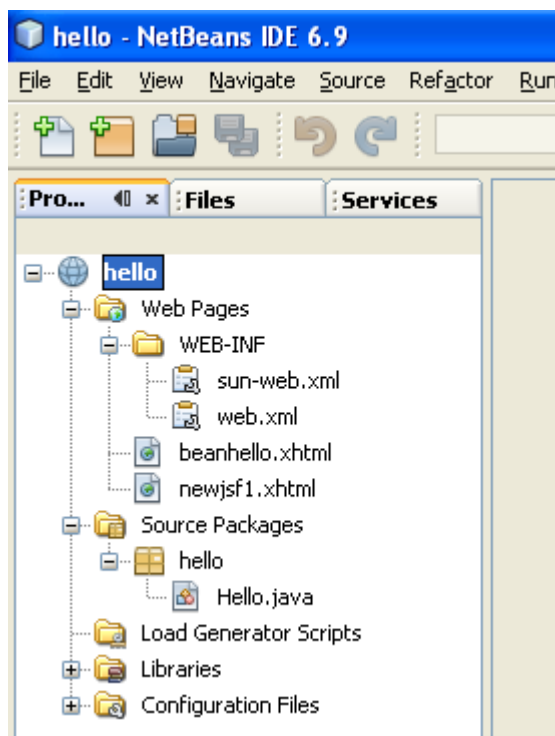 hello - NetBeans IDE 6.9
File Edit View Navigate Source Refactor Run
Pro... Files Services
hello
Web Pages
WEB-INF
sun-web.xml
web.xml
beanhello.xhtml
newjsf1.xhtml
Source Packages
hello
Hello.java
Load Generator Scripts
Libraries
Configuration Files